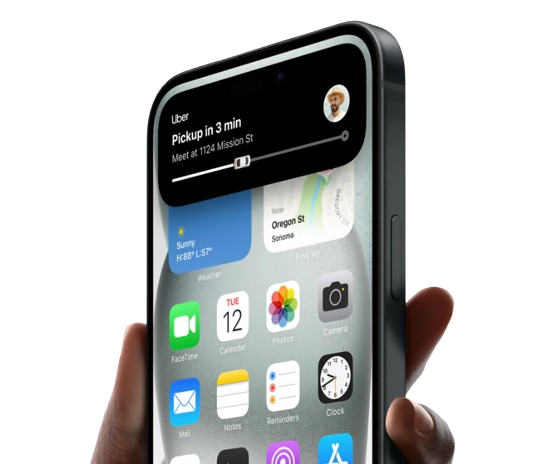 Uber
Pickup in 3 min
Meet at 1124 Mission St
Sunny
H:88° L:57°
Weather
Now
Oregon St
Sonoma
Find My
FaceTime
TUE
12
Calendar
Photos
Camera
Mail
Notes
Reminders
Clock